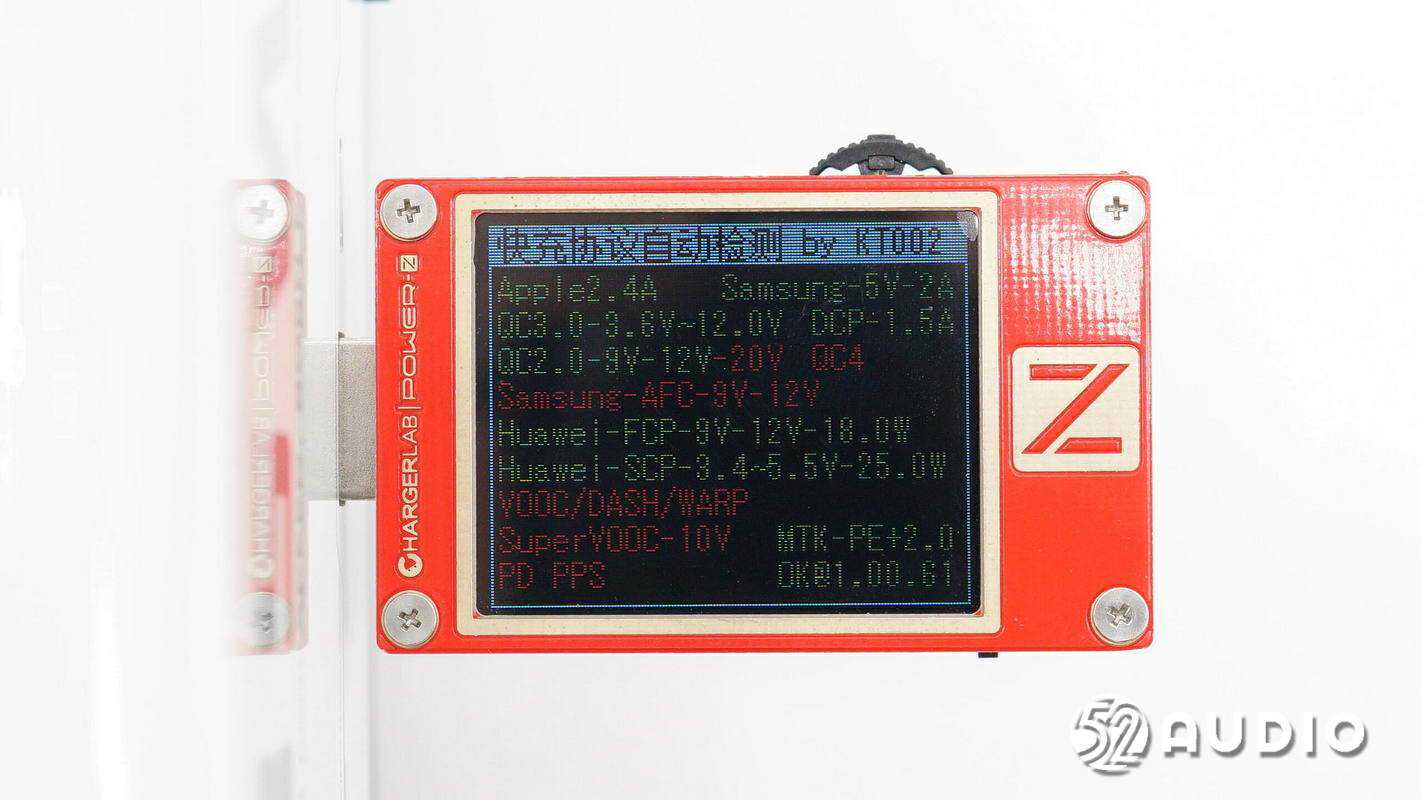 快充协议自动检测 by KT002
Apple2.4A Samsung-5V-2A
QC3.0-3.6V~12.0V DCP-1.5A
QC2.0-9V-12V-20V QC4
Samsung-AFC-9V-12V
Huawei-FCP-9V-12V-18.0W
Huawei-SCP-3.4~5.5V-25.0W
VOOC/DASH/WARP
SuperVOOC-10V MTK-PE+2.0
PD PPS OK@1.00.61
CHARGERLAB | POWER-Z
Z
52 AUDIO